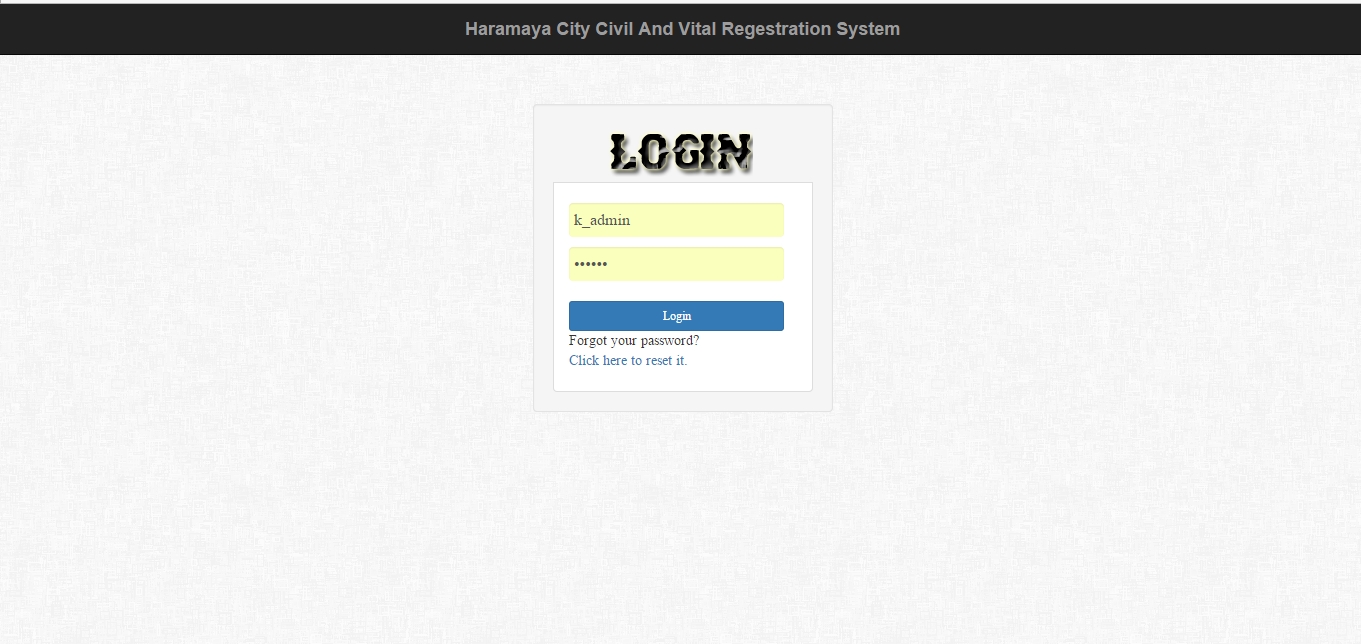 Haramaya City Civil And Vital Regestration System
LOGIN
k_admin
••••••
Login
Forgot your password?
Click here to reset it.